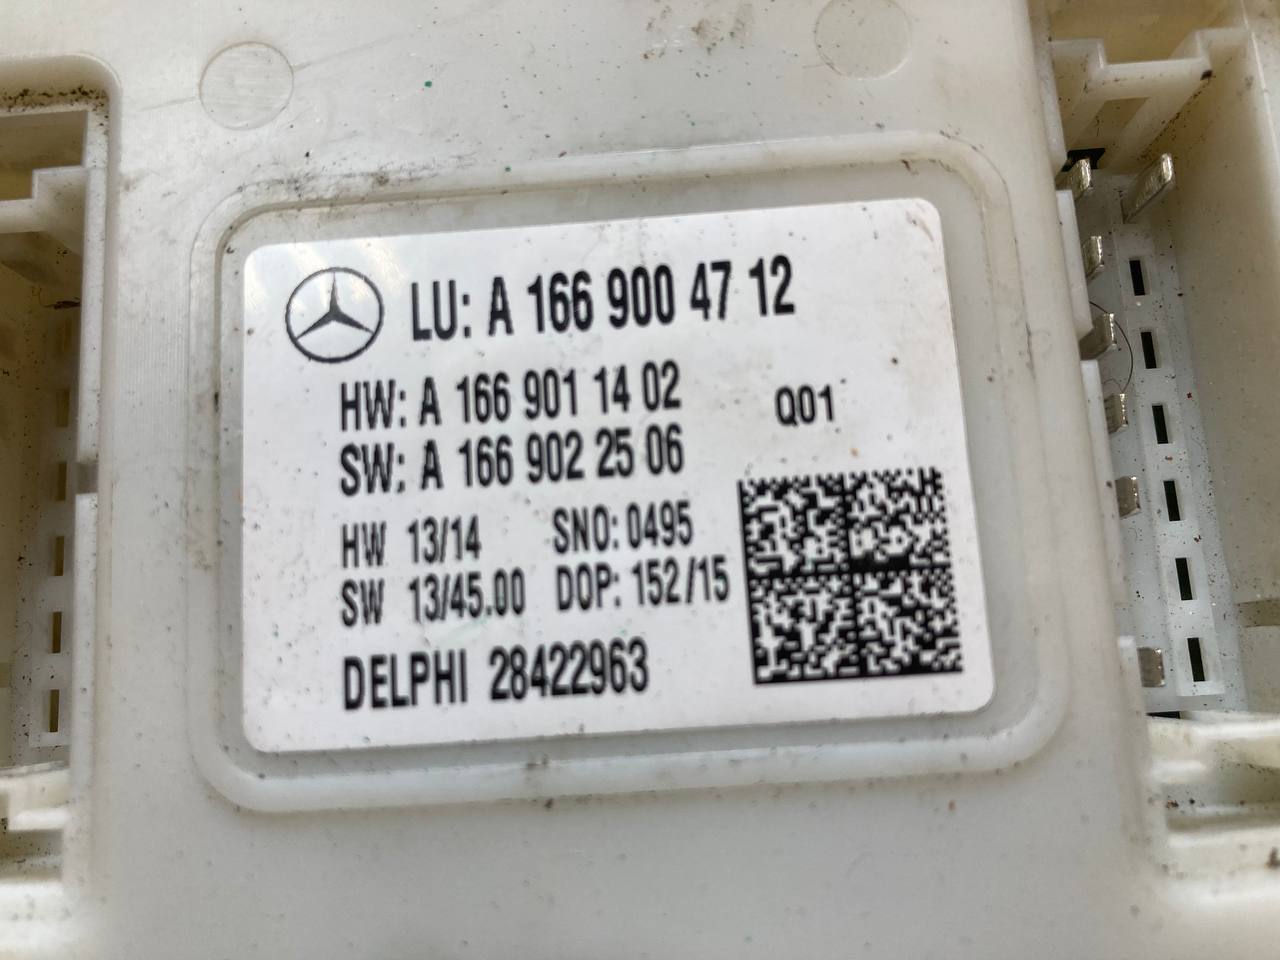 LU: A 166 900 47 12
HW: A 166 901 14 02 Q01
SW: A 166 902 25 06
HW 13/14 SNO: 0495
SW 13/45.00 DOP: 152/15
DELPHI 28422963